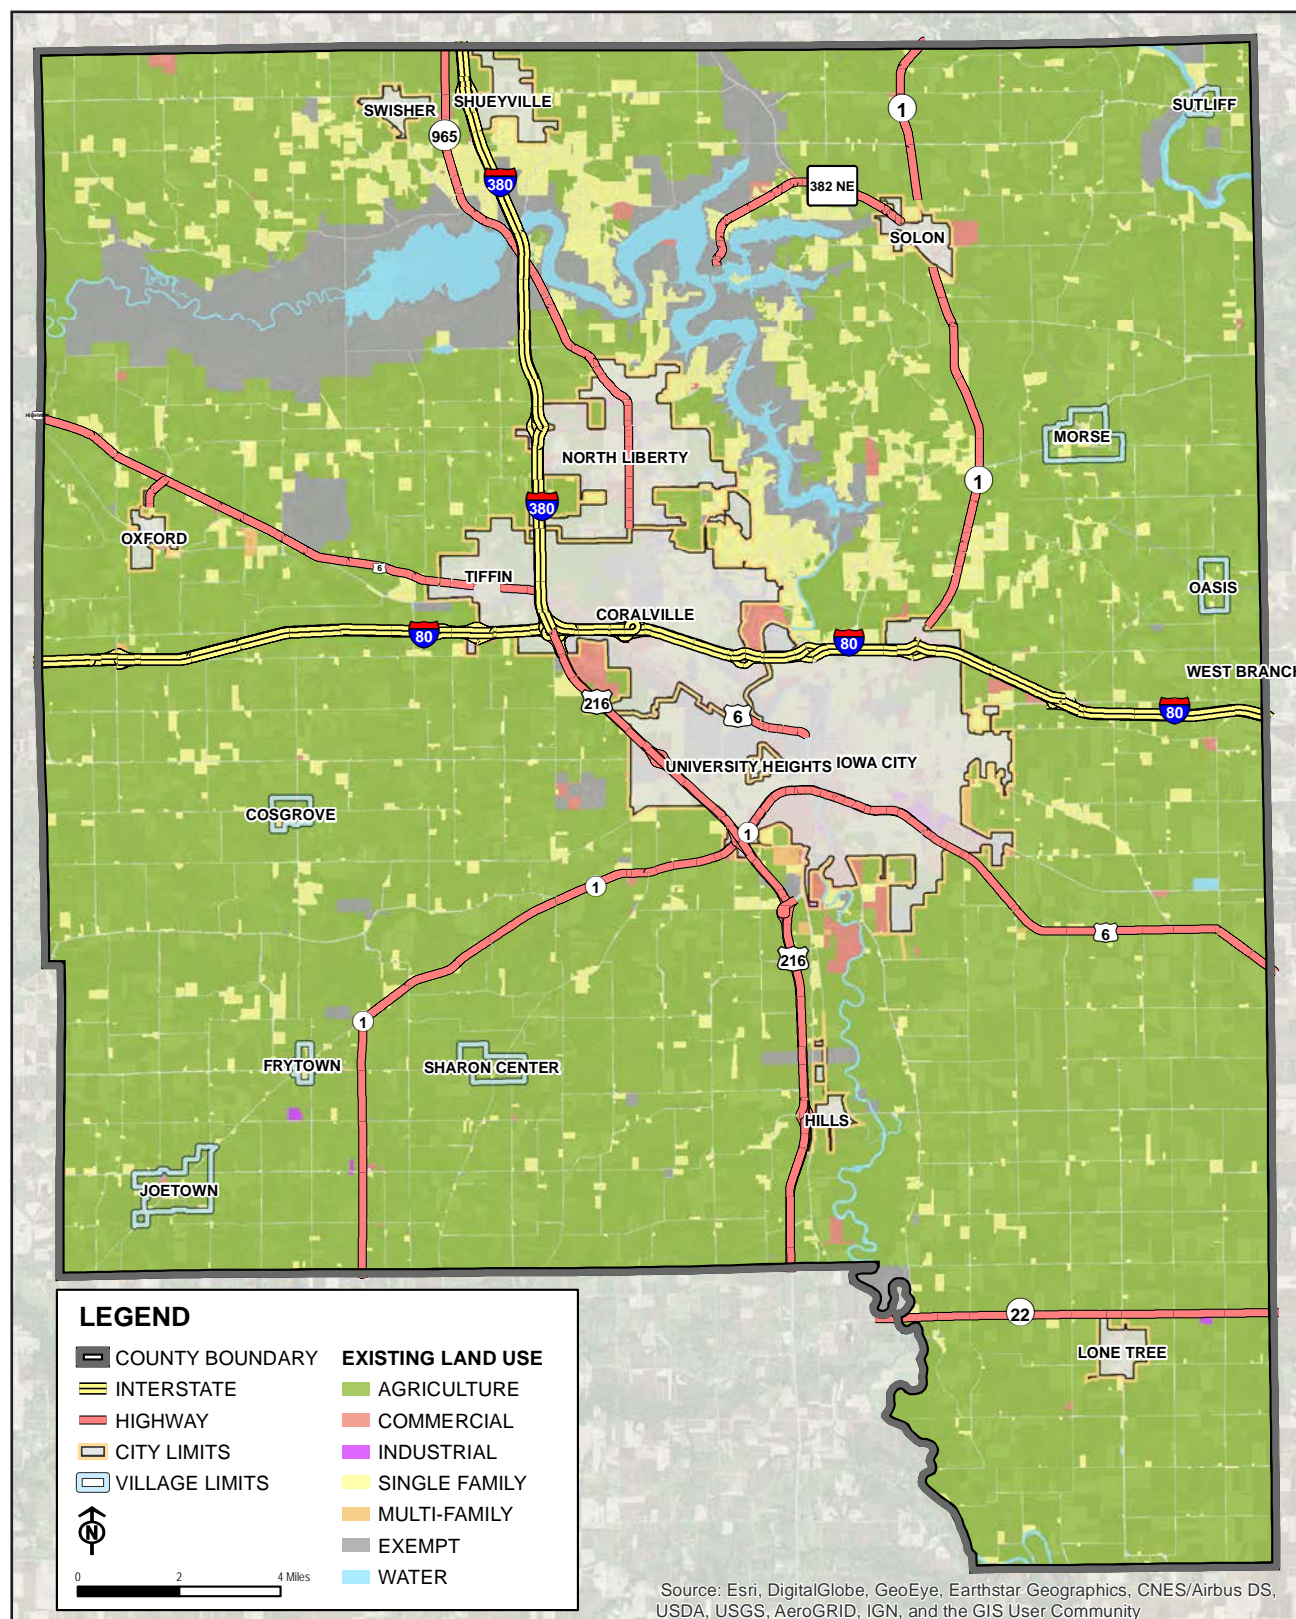 SWISHER
SHUEYVILLE
965
380
1
SUTLIFF
382 NE
SOLON
MORSE
NORTH LIBERTY
1
380
OXFORD
6
TIFFIN
OASIS
CORALVILLE
80
80
WEST BRANCH
80
216
6
UNIVERSITY HEIGHTS
IOWA CITY
COSGROVE
1
1
6
216
1
FRYTOWN
SHARON CENTER
HILLS
JOETOWN
22
LONE TREE
LEGEND
COUNTY BOUNDARY
INTERSTATE
HIGHWAY
CITY LIMITS
VILLAGE LIMITS
N
0 2 4 Miles
EXISTING LAND USE
AGRICULTURE
COMMERCIAL
INDUSTRIAL
SINGLE FAMILY
MULTI-FAMILY
EXEMPT
WATER
Source: Esri, DigitalGlobe, GeoEye, Earthstar Geographics, CNES/Airbus DS,
USDA, USGS, AeroGRID, IGN, and the GIS User Community